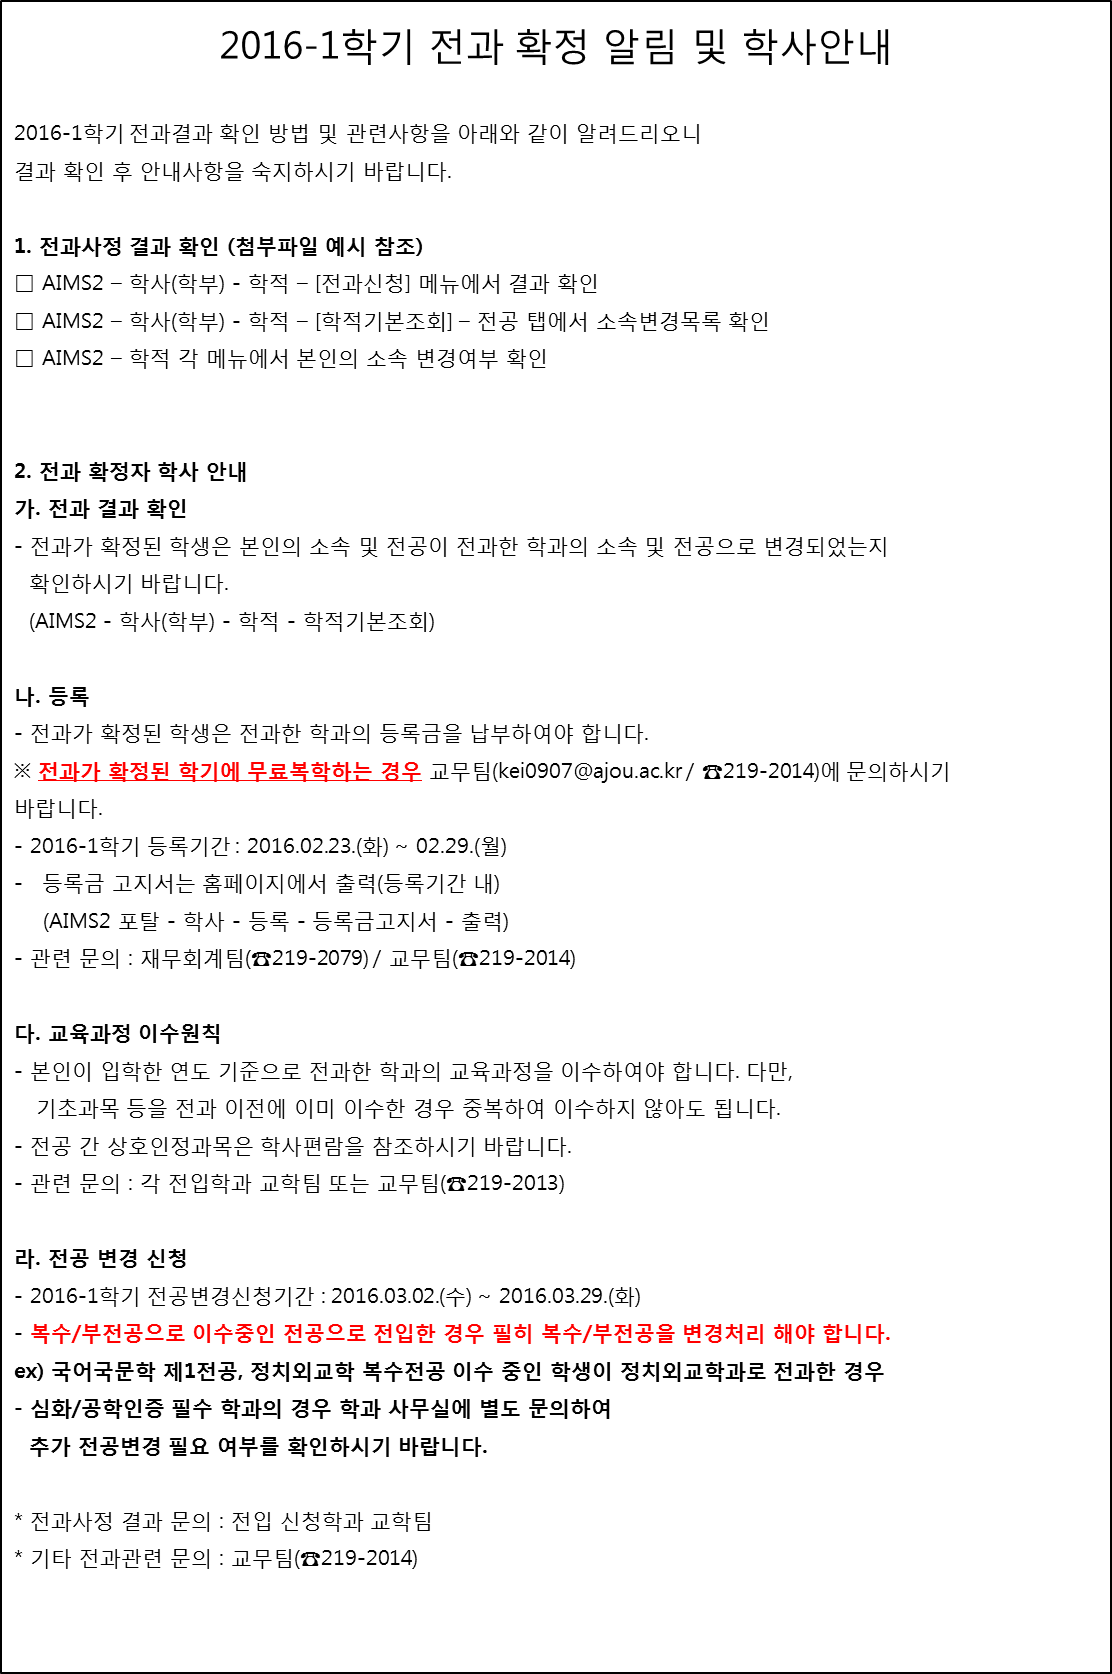 2016-1학기 전과 확정 알림 및 학사안내
2016-1학기 전과결과 확인 방법 및 관련사항을 아래와 같이 알려드리오니
결과 확인 후 안내사항을 숙지하시기 바랍니다.
1. 전과사정 결과 확인 (첨부파일 예시 참조)
□ AIMS2 – 학사(학부) - 학적 – [전과신청] 메뉴에서 결과 확인
□ AIMS2 – 학사(학부) - 학적 – [학적기본조회] – 전공 탭에서 소속변경목록 확인
□ AIMS2 – 학적 각 메뉴에서 본인의 소속 변경여부 확인
2. 전과 확정자 학사 안내
가. 전과 결과 확인
- 전과가 확정된 학생은 본인의 소속 및 전공이 전과한 학과의 소속 및 전공으로 변경되었는지
확인하시기 바랍니다.
(AIMS2 - 학사(학부) - 학적 - 학적기본조회)
나. 등록
- 전과가 확정된 학생은 전과한 학과의 등록금을 납부하여야 합니다.
※ 전과가 확정된 학기에 무료복학하는 경우 교무팀(kei0907@ajou.ac.kr / ☎219-2014)에 문의하시기
바랍니다.
- 2016-1학기 등록기간 : 2016.02.23.(화) ~ 02.29.(월)
- 등록금 고지서는 홈페이지에서 출력(등록기간 내)
(AIMS2 포탈 - 학사 - 등록 - 등록금고지서 - 출력)
- 관련 문의 : 재무회계팀(☎219-2079) / 교무팀(☎219-2014)
다. 교육과정 이수원칙
- 본인이 입학한 연도 기준으로 전과한 학과의 교육과정을 이수하여야 합니다. 다만,
기초과목 등을 전과 이전에 이미 이수한 경우 중복하여 이수하지 않아도 됩니다.
- 전공 간 상호인정과목은 학사편람을 참조하시기 바랍니다.
- 관련 문의 : 각 전입학과 교학팀 또는 교무팀(☎219-2013)
라. 전공 변경 신청
- 2016-1학기 전공변경신청기간 : 2016.03.02.(수) ~ 2016.03.29.(화)
- 복수/부전공으로 이수중인 전공으로 전입한 경우 필히 복수/부전공을 변경처리 해야 합니다.
ex) 국어국문학 제1전공, 정치외교학 복수전공 이수 중인 학생이 정치외교학과로 전과한 경우
- 심화/공학인증 필수 학과의 경우 학과 사무실에 별도 문의하여
추가 전공변경 필요 여부를 확인하시기 바랍니다.
* 전과사정 결과 문의 : 전입 신청학과 교학팀
* 기타 전과관련 문의 : 교무팀(☎219-2014)